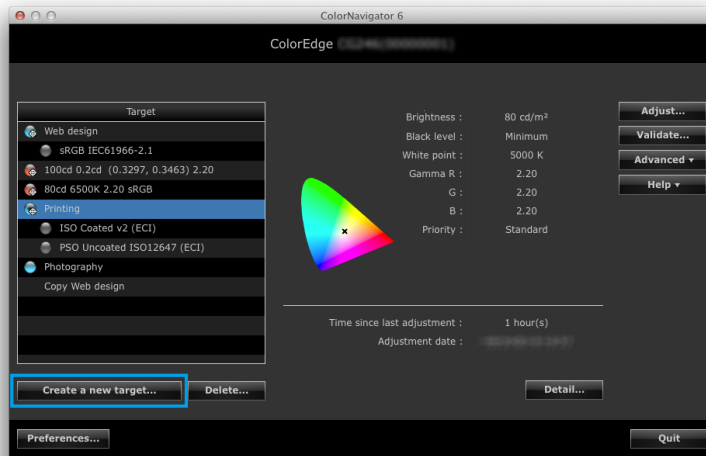 ColorNavigator 6
ColorEdge
Target
Web design
sRGB IEC61966-2.1
100cd 0.2cd (0.3297, 0.3463) 2.20
80cd 6500K 2.20 sRGB
Printing
ISO Coated v2 (ECI)
PSO Uncoated ISO12647 (ECI)
Photography
Copy Web design
Brightness : 80 cd/m²
Black level : Minimum
White point : 5000 K
Gamma R : 2.20
G : 2.20
B : 2.20
Priority : Standard
Time since last adjustment : 1 hour(s)
Adjustment date :
Adjust...
Validate...
Advanced ▾
Help ▾
Create a new target...
Delete...
Detail...
Preferences...
Quit